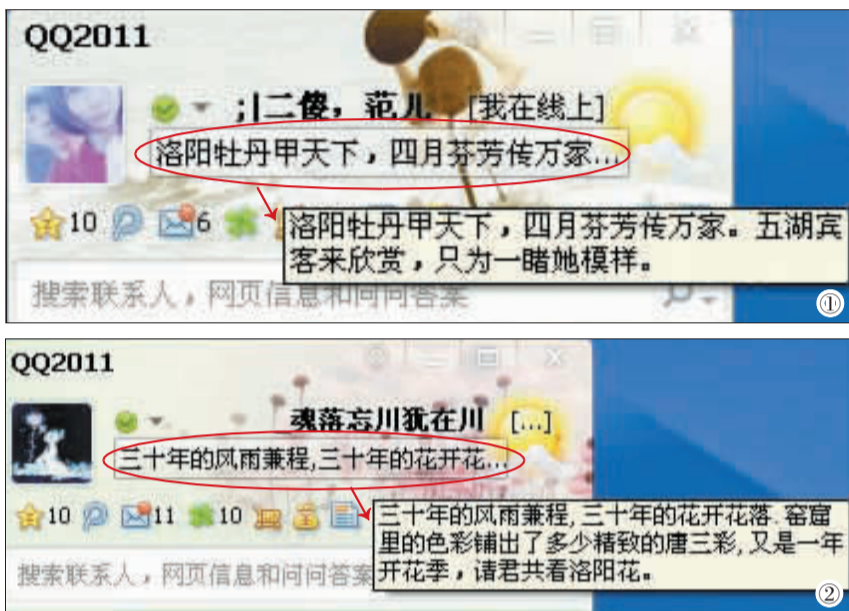 QQ2011
;|二傻，范儿 [我在线上]
洛阳牡丹甲天下，四月芬芳传万家...
10 6
洛阳牡丹甲天下，四月芬芳传万家。五湖宾
客来欣赏，只为一睹她模样。
搜索联系人，网页信息和问问答案
①
QQ2011
魂落忘川犹在川 [...]
三十年的风雨兼程,三十年的花开花...
10 11 10
三十年的风雨兼程,三十年的花开花落.窑窟
里的色彩铺出了多少精致的唐三彩,又是一年
开花季，请君共看洛阳花。
搜索联系人，网页信息和问问答案
②